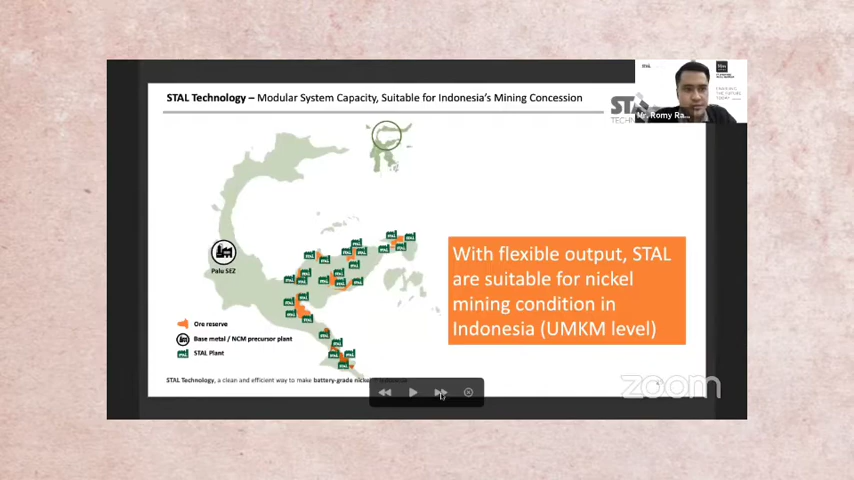 STAL Technology – Modular System Capacity, Suitable for Indonesia's Mining Concession
STAL
Mr. Romy Ra...
Palu SEZ
With flexible output, STAL
are suitable for nickel
mining condition in
Indonesia (UMKM level)
Ore reserve
Base metal / NCM precursor plant
STAL Plant
STAL Technology, a clean and efficient way to make battery-grade nickel
zoom